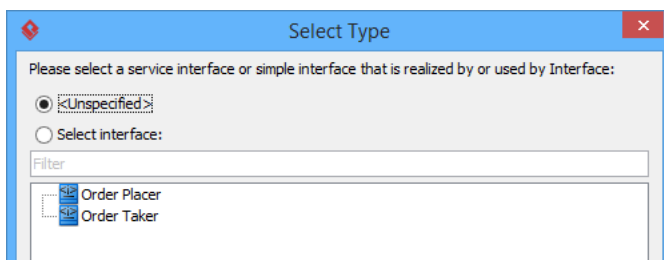 Select Type
Please select a service interface or simple interface that is realized by or used by Interface:
<Unspecified>
Select interface:
Filter
Order Placer
Order Taker